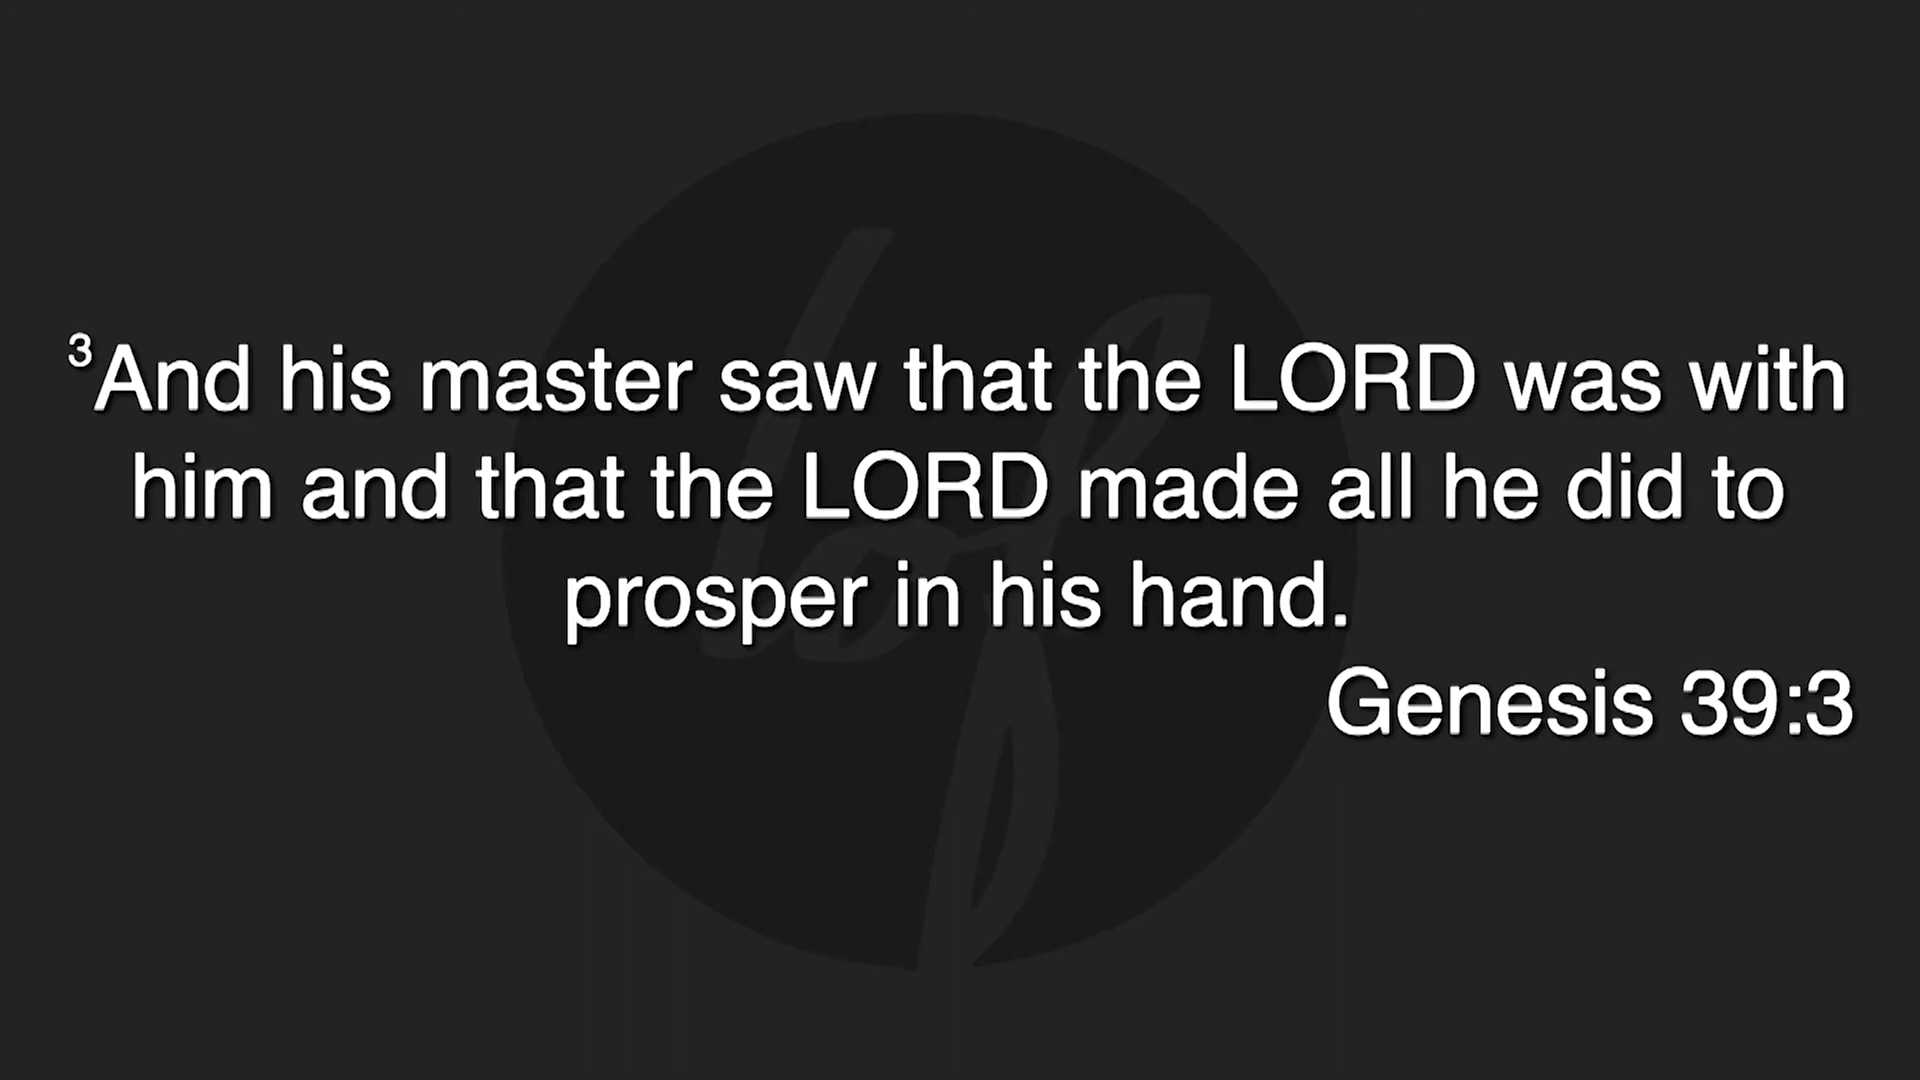 ³And his master saw that the LORD was with
him and that the LORD made all he did to
prosper in his hand.
Genesis 39:3
lof